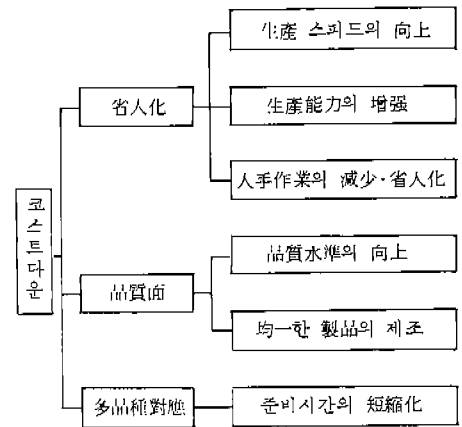 코스트다운
省人化
生產 스피드의 向上
生產能力의 增强
人手作業의 減少·省人化
品質面
品質水準의 向上
均一한 製品의 제조
多品種對應
준비시간의 短縮化